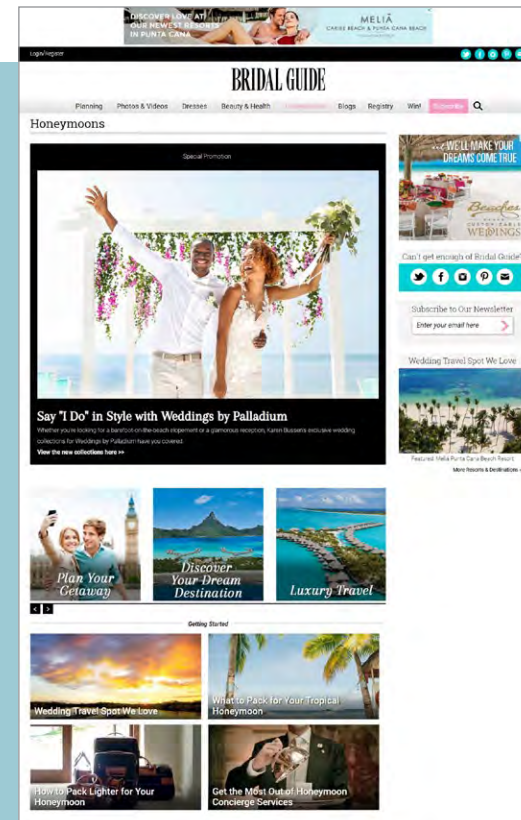 DISCOVER LOVE AT
OUR NEWEST RESORTS
IN PUNTA CANA
MELIÃ
CARIBE BEACH & PUNTA CANA BEACH
Login/Register
BRIDAL GUIDE
Planning Photos & Videos Dresses Beauty & Health Honeymoons Blogs Registry Win! Subscribe
Honeymoons
Special Promotion
Say "I Do" in Style with Weddings by Palladium
Whether you're looking for a barefoot-on-the-beach elopement or a glamorous reception, Karen Bussen's exclusive wedding
collections for Weddings by Palladium have you covered.
View the new collections here >>
...WE'LL MAKE YOUR
DREAMS COME TRUE
Beaches
CUSTOMIZABLE
WEDDINGS
Can't get enough of Bridal Guide?
Subscribe to Our Newsletter
Enter your email here
Wedding Travel Spot We Love
Featured: Meliá Punta Cana Beach Resort
More Resorts & Destinations
Plan Your
Getaway
Discover
Your Dream
Destination
Luxury Travel
Getting Started
Wedding Travel Spot We Love
What to Pack for Your Tropical
Honeymoon
How to Pack Lighter for Your
Honeymoon
Get the Most Out of Honeymoon
Concierge Services